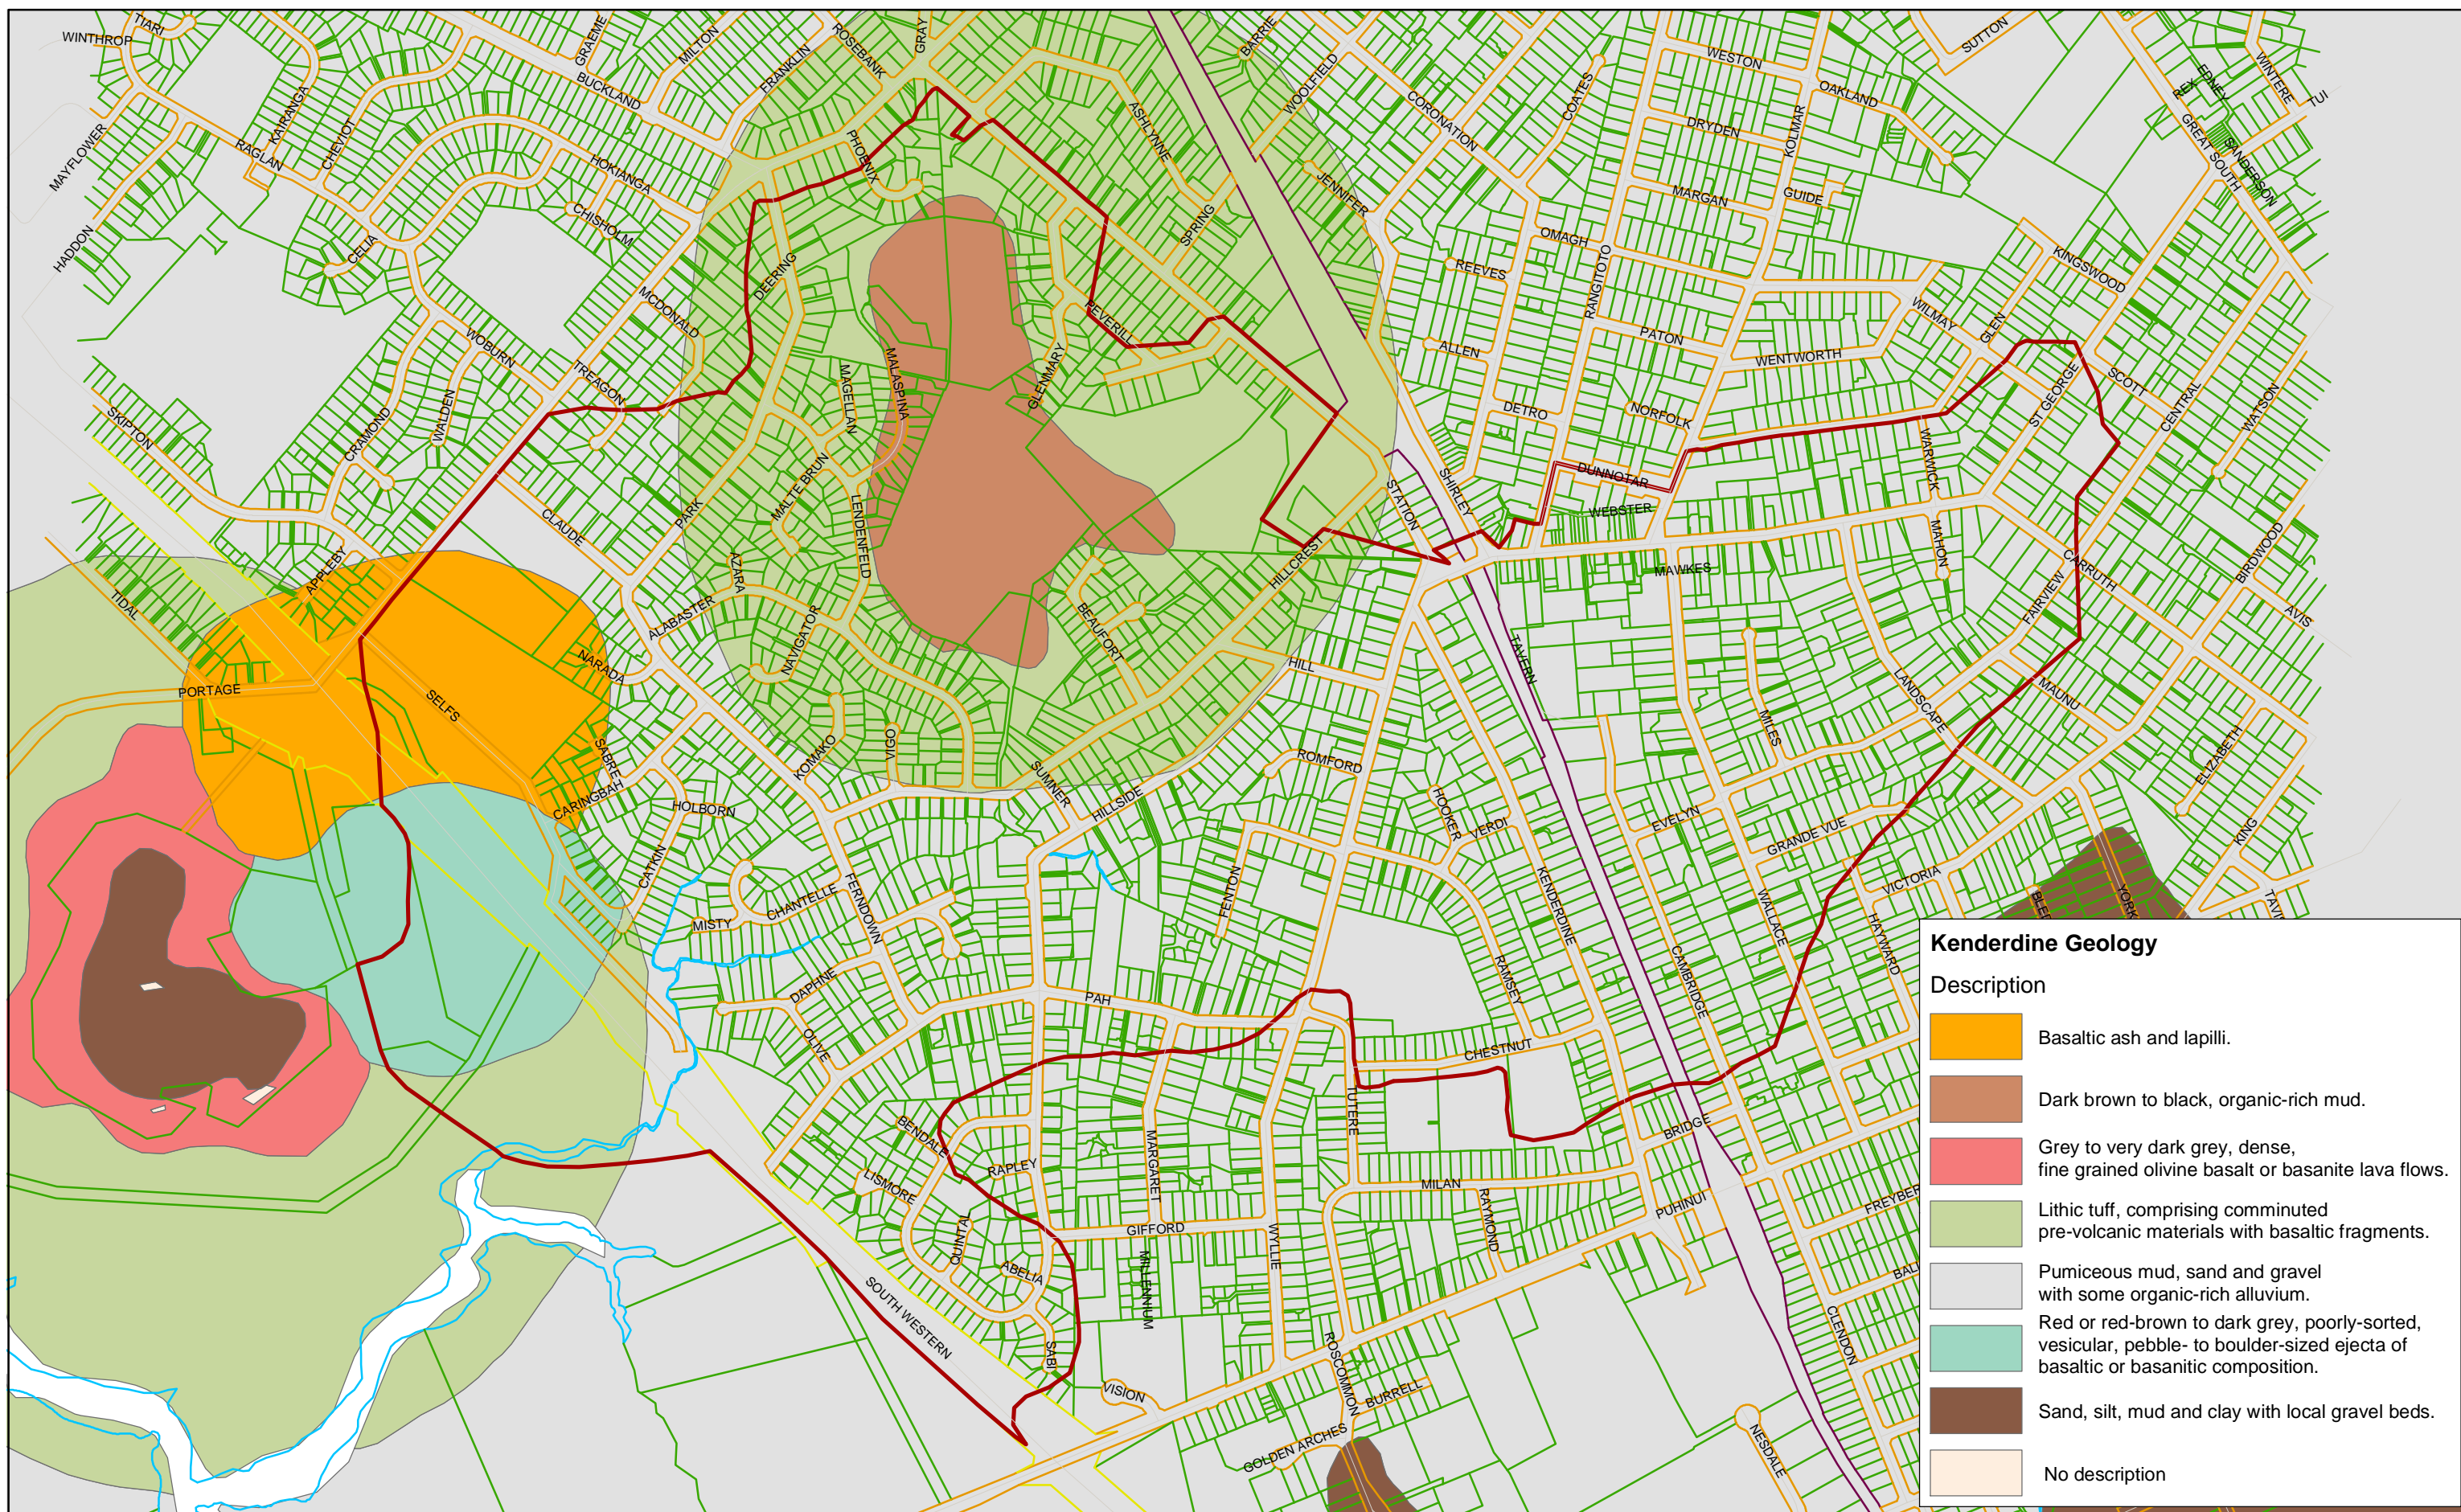 TIARI
WINTHROP
GRAEME
MILTON
FRANKLIN
ROSEBANK
GRAY
BARRIE
WOOLFIELD
WESTON
SUTTON
WINTERE
EDNEY
REX
TUI
BUCKLAND
KAIRANGA
CHEVIOT
MAYFLOWER
RAGLAN
HOKIANGA
PHOENIX
ASHLYNNE
CORONATION
COATES
OAKLAND
DRYDEN
KOLMAR
GREAT SOUTH
SANDERSON
JENNIFER
MARGAN
GUIDE
CHISHOLM
HADDON
CELIA
SPRING
OMAGH
REEVES
RANGITOTO
KINGSWOOD
DEERING
MCDONALD
PEVERILL
WILMAY
GLEN
PATON
WENTWORTH
ALLEN
WOBURN
TREAGON
MAGELLAN
MALASPINA
GLENMARY
ST GEORGE
SCOTT
CENTRAL
WATSON
SKIPTON
CRAMOND
WALDEN
DETRO
NORFOLK
WARWICK
DUNNOTAR
WEBSTER
SHIRLEY
STATION
CLAUDE
PARK
MALTE BRUN
LENDENFELD
HILLCREST
MAHON
MAWKES
CARRUTH
BIRDWOOD
AVIS
FAIRVIEW
APPLEBY
TIDAL
AZARA
ALABASTER
NAVIGATOR
BEAUFORT
HILL
TAVERN
NARADA
PORTAGE
SELFS
MAUNU
LANDSCAPE
MILES
ELIZABETH
KOMAKO
OGIV
SABRE
CARINGBAH
HOLBORN
SUMNER
HILLSIDE
ROMFORD
HOOKER
VERDI
EVELYN
GRANDE VUE
KING
CATKIN
FERNDOWN
CHANTELLE
MISTY
FENTON
KENDERDINE
VICTORIA
WALLACE
HAYWARD
YORK
DAPHNE
OLIVE
PAH
RAMSEY
CAMBRIDGE
CHESTNUT
TUTERE
BRIDGE
BENDALE
RAPLEY
LISMORE
MARGARET
MILAN
RAYMOND
PUHINUI
FREYBER
QUINTAL
GIFFORD
WYLLIE
ABELIA
MILLENNIUM
SOUTH WESTERN
SABI
VISION
ROSCOMMON
BURRELL
GOLDEN ARCHES
CLENDON
NESDALE
Kenderdine Geology
Description
Basaltic ash and lapilli.
Dark brown to black, organic-rich mud.
Grey to very dark grey, dense,
fine grained olivine basalt or basanite lava flows.
Lithic tuff, comprising comminuted
pre-volcanic materials with basaltic fragments.
Pumiceous mud, sand and gravel
with some organic-rich alluvium.
Red or red-brown to dark grey, poorly-sorted,
vesicular, pebble- to boulder-sized ejecta of
basaltic or basanitic composition.
Sand, silt, mud and clay with local gravel beds.
No description